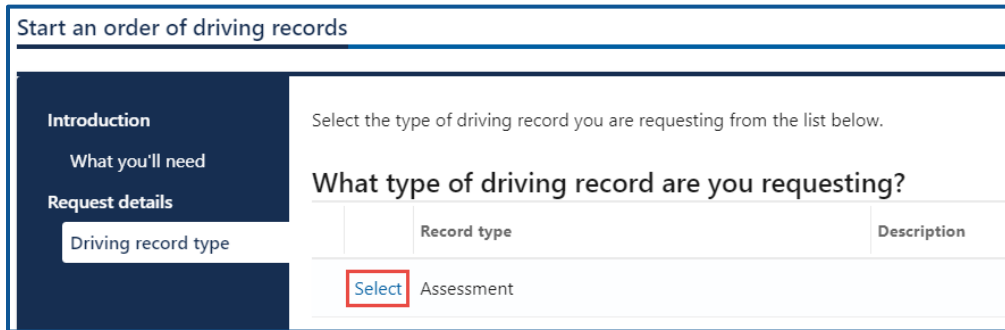 Start an order of driving records
Introduction
What you'll need
Request details
Driving record type
Select the type of driving record you are requesting from the list below.
What type of driving record are you requesting?
Record type Description
Select Assessment